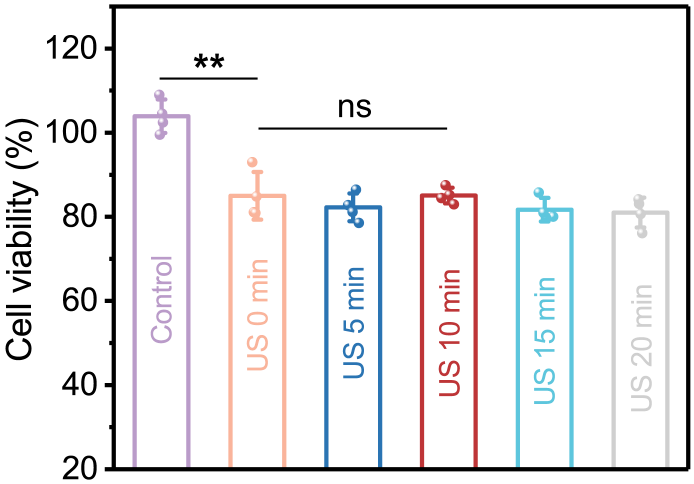 Cell viability (%)
120
100
80
60
40
20
**
ns
Control
US 0 min
US 5 min
US 10 min
US 15 min
US 20 min